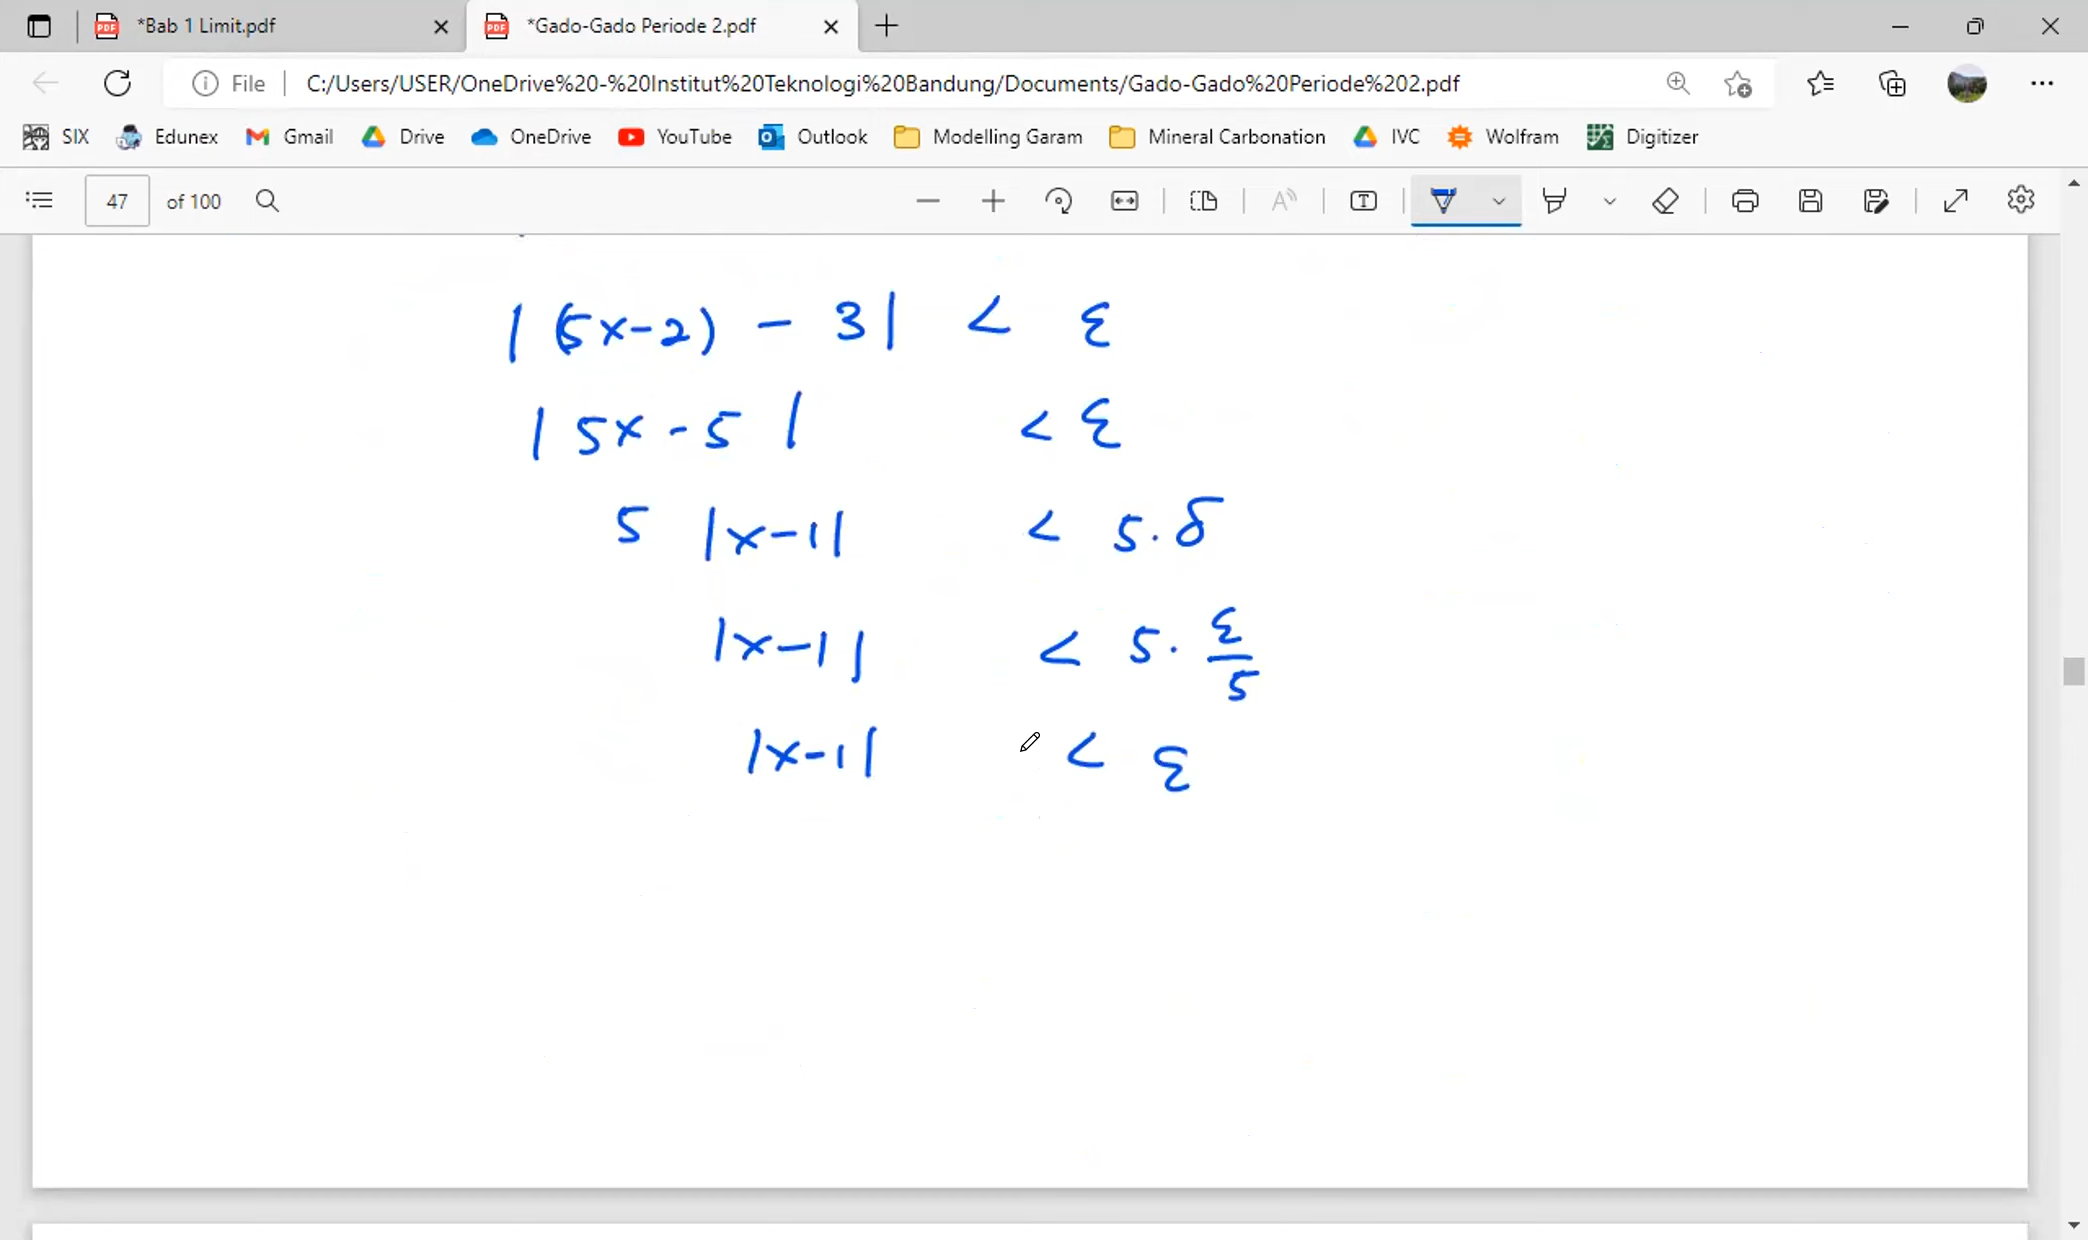 *Bab 1 Limit.pdf *Gado-Gado Periode 2.pdf
File C:/Users/USER/OneDrive%20-%20Institut%20Teknologi%20Bandung/Documents/Gado-Gado%20Periode%202.pdf
SIX Edunex Gmail Drive OneDrive YouTube Outlook Modelling Garam Mineral Carbonation IVC Wolfram Digitizer
47 of 100
|(5x-2) - 3| < ε
|5x-5| < ε
5 |x-1| < 5.δ
|x-1| < 5. ε/5
|x-1| < ε